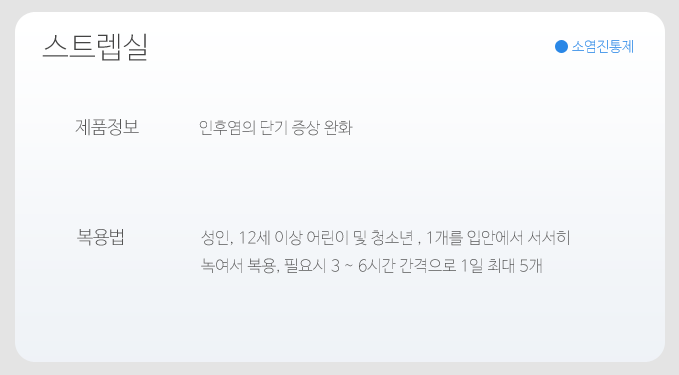 스트렙실
소염진통제
제품정보
인후염의 단기 증상 완화
복용법
성인, 12세 이상 어린이 및 청소년 , 1개를 입안에서 서서히
녹여서 복용, 필요시 3 ~ 6시간 간격으로 1일 최대 5개